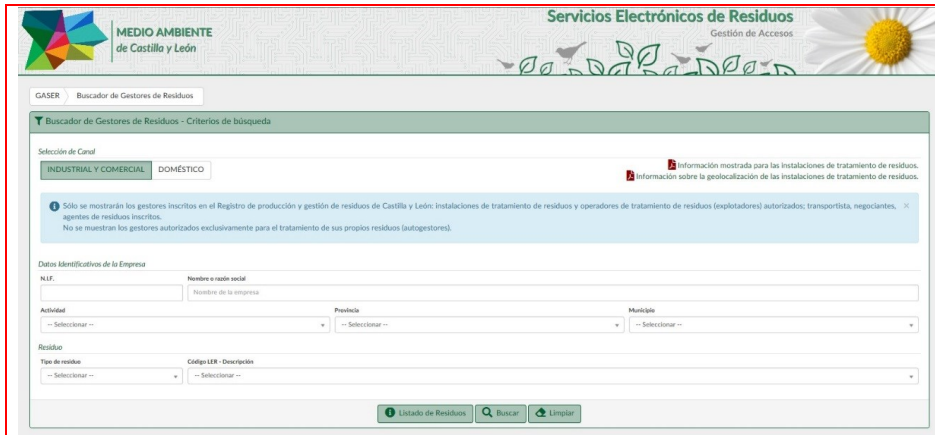 MEDIO AMBIENTE
de Castilla y León
Servicios Electrónicos de Residuos
Gestión de Accesos
GASER
Buscador de Gestores de Residuos
Buscador de Gestores de Residuos - Criterios de búsqueda
Selección de Canal
INDUSTRIAL Y COMERCIAL
DOMÉSTICO
Información mostrada para las instalaciones de tratamiento de residuos.
Información sobre la geolocalización de las instalaciones de tratamiento de residuos.
Sólo se mostrarán los gestores inscritos en el Registro de producción y gestión de residuos de Castilla y León: instalaciones de tratamiento de residuos y operadores de tratamiento de residuos (explotadores) autorizados; transportista, negociantes,
agentes de residuos inscritos.
No se muestran los gestores autorizados exclusivamente para el tratamiento de sus propios residuos (autogestores).
Datos Identificativos de la Empresa
N.I.F. Nombre o razón social
Nombre de la empresa
Actividad Provincia Municipio
-- Seleccionar -- -- Seleccionar -- -- Seleccionar --
Residuo
Tipo de residuo Código LER - Descripción
-- Seleccionar -- -- Seleccionar --
Listado de Residuos Buscar Limpiar